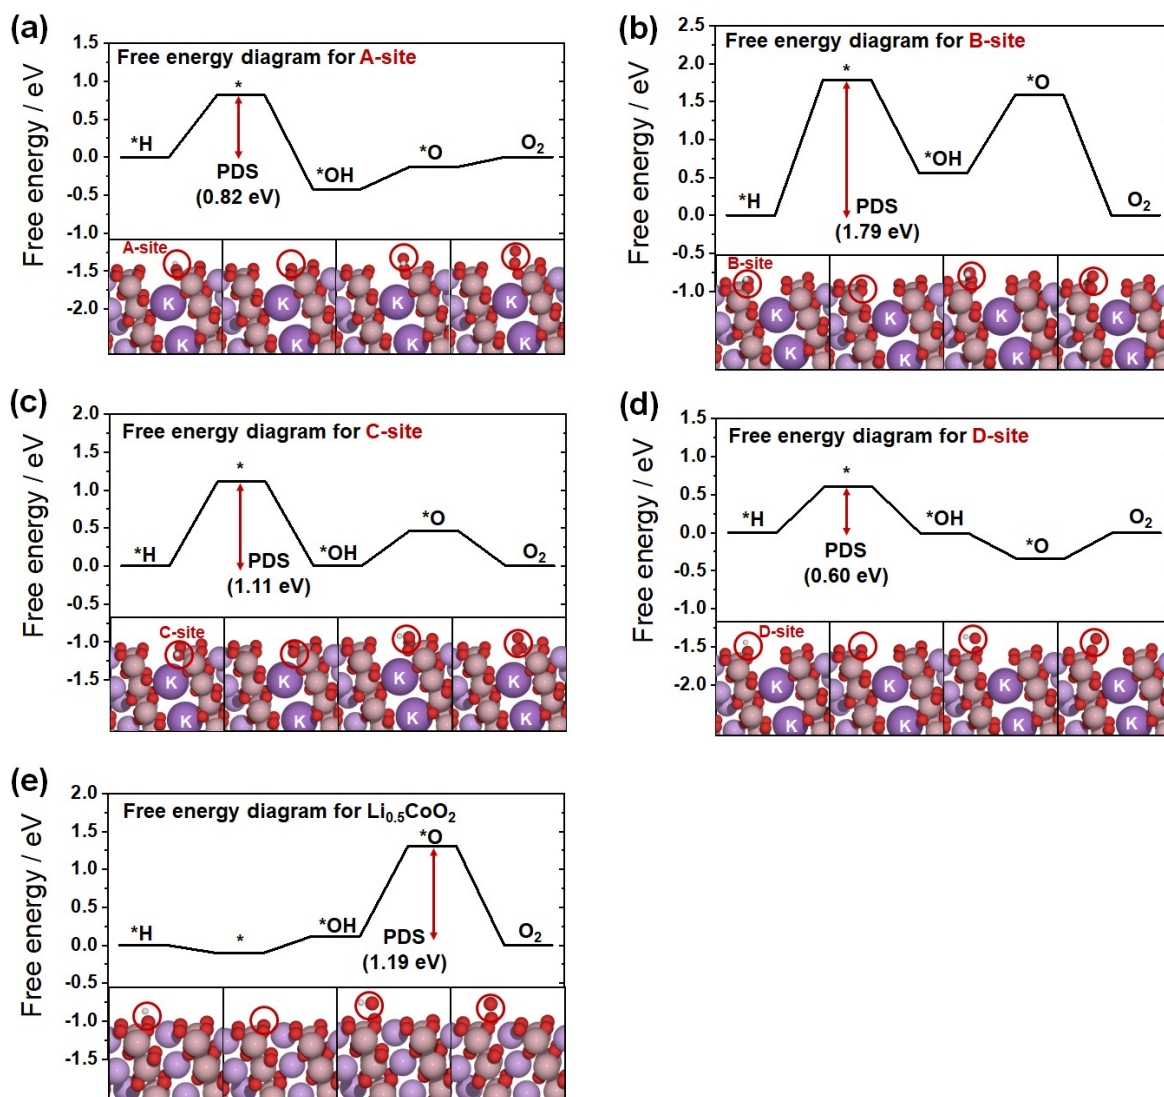 (a)
Free energy diagram for A-site
Free energy / eV
1.5
1.0
0.5
0.0
-0.5
-1.0
-1.5
-2.0
*H
*
PDS
(0.82 eV)
*OH
*O
O₂
A-site
K
K
K
K
K
K
K
K
(b)
Free energy diagram for B-site
Free energy / eV
2.5
2.0
1.5
1.0
0.5
0.0
-0.5
-1.0
*H
*
PDS
(1.79 eV)
*OH
*O
O₂
B-site
K
K
K
K
K
K
K
K
(c)
Free energy diagram for C-site
Free energy / eV
2.0
1.5
1.0
0.5
0.0
-0.5
-1.0
-1.5
*H
*
PDS
(1.11 eV)
*OH
*O
O₂
C-site
K
K
K
K
K
K
K
K
(d)
Free energy diagram for D-site
Free energy / eV
1.5
1.0
0.5
0.0
-0.5
-1.0
-1.5
-2.0
*H
*
PDS
(0.60 eV)
*OH
*O
O₂
D-site
K
K
K
K
K
K
K
K
(e)
Free energy diagram for Li₀.₅CoO₂
Free energy / eV
2.0
1.5
1.0
0.5
0.0
-0.5
-1.0
-1.5
*H
*
*OH
*O
PDS
(1.19 eV)
O₂